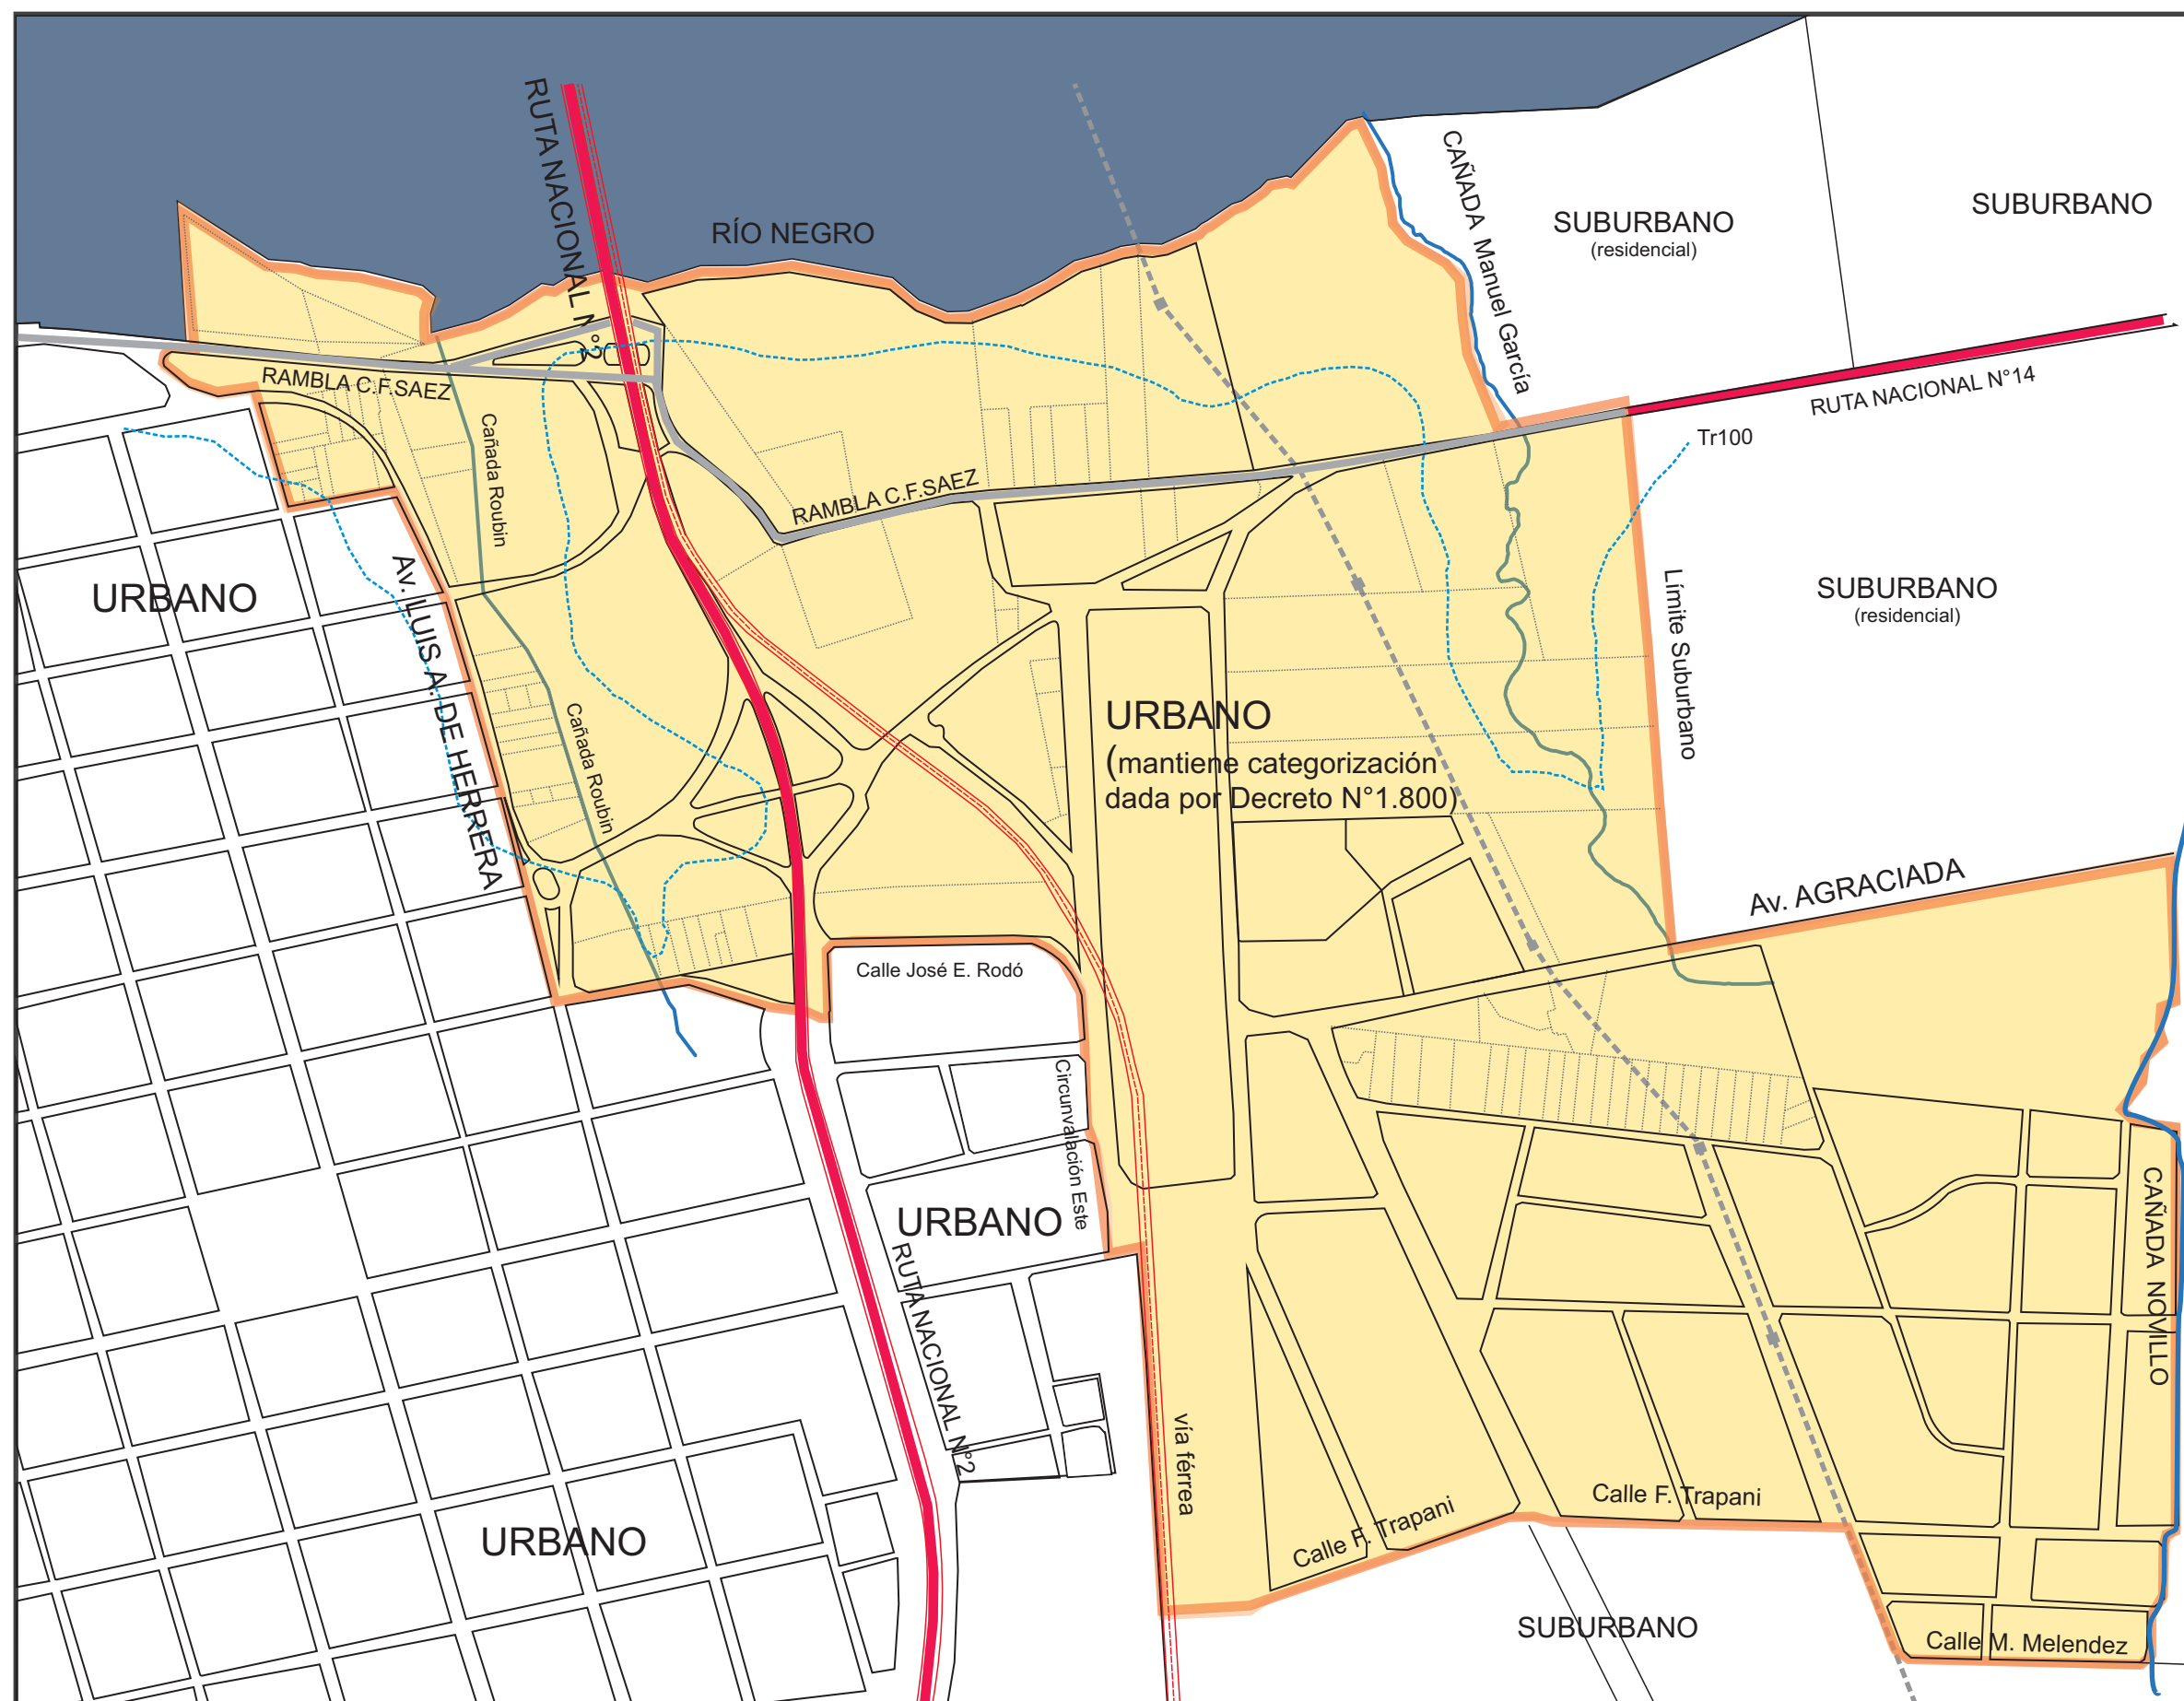 RUTA NACIONAL N°2
RÍO NEGRO
CAÑADA Manuel García
SUBURBANO
(residencial)
SUBURBANO
RAMBLA C.F.SAEZ
RUTA NACIONAL N°14
Tr100
Cañada Roubin
RAMBLA C.F.SAEZ
URBANO
Av. LUIS A. DE HERRERA
Límite Suburbano
SUBURBANO
(residencial)
Cañada Roubin
URBANO
(mantiene categorización
dada por Decreto N°1.800)
Av. AGRACIADA
Calle José E. Rodó
Circunvalación Este
URBANO
CAÑADA NOVILLO
RUTA NACIONAL N°2
vía férrea
Calle F. Trapani
Calle F. Trapani
URBANO
SUBURBANO
Calle M. Melendez